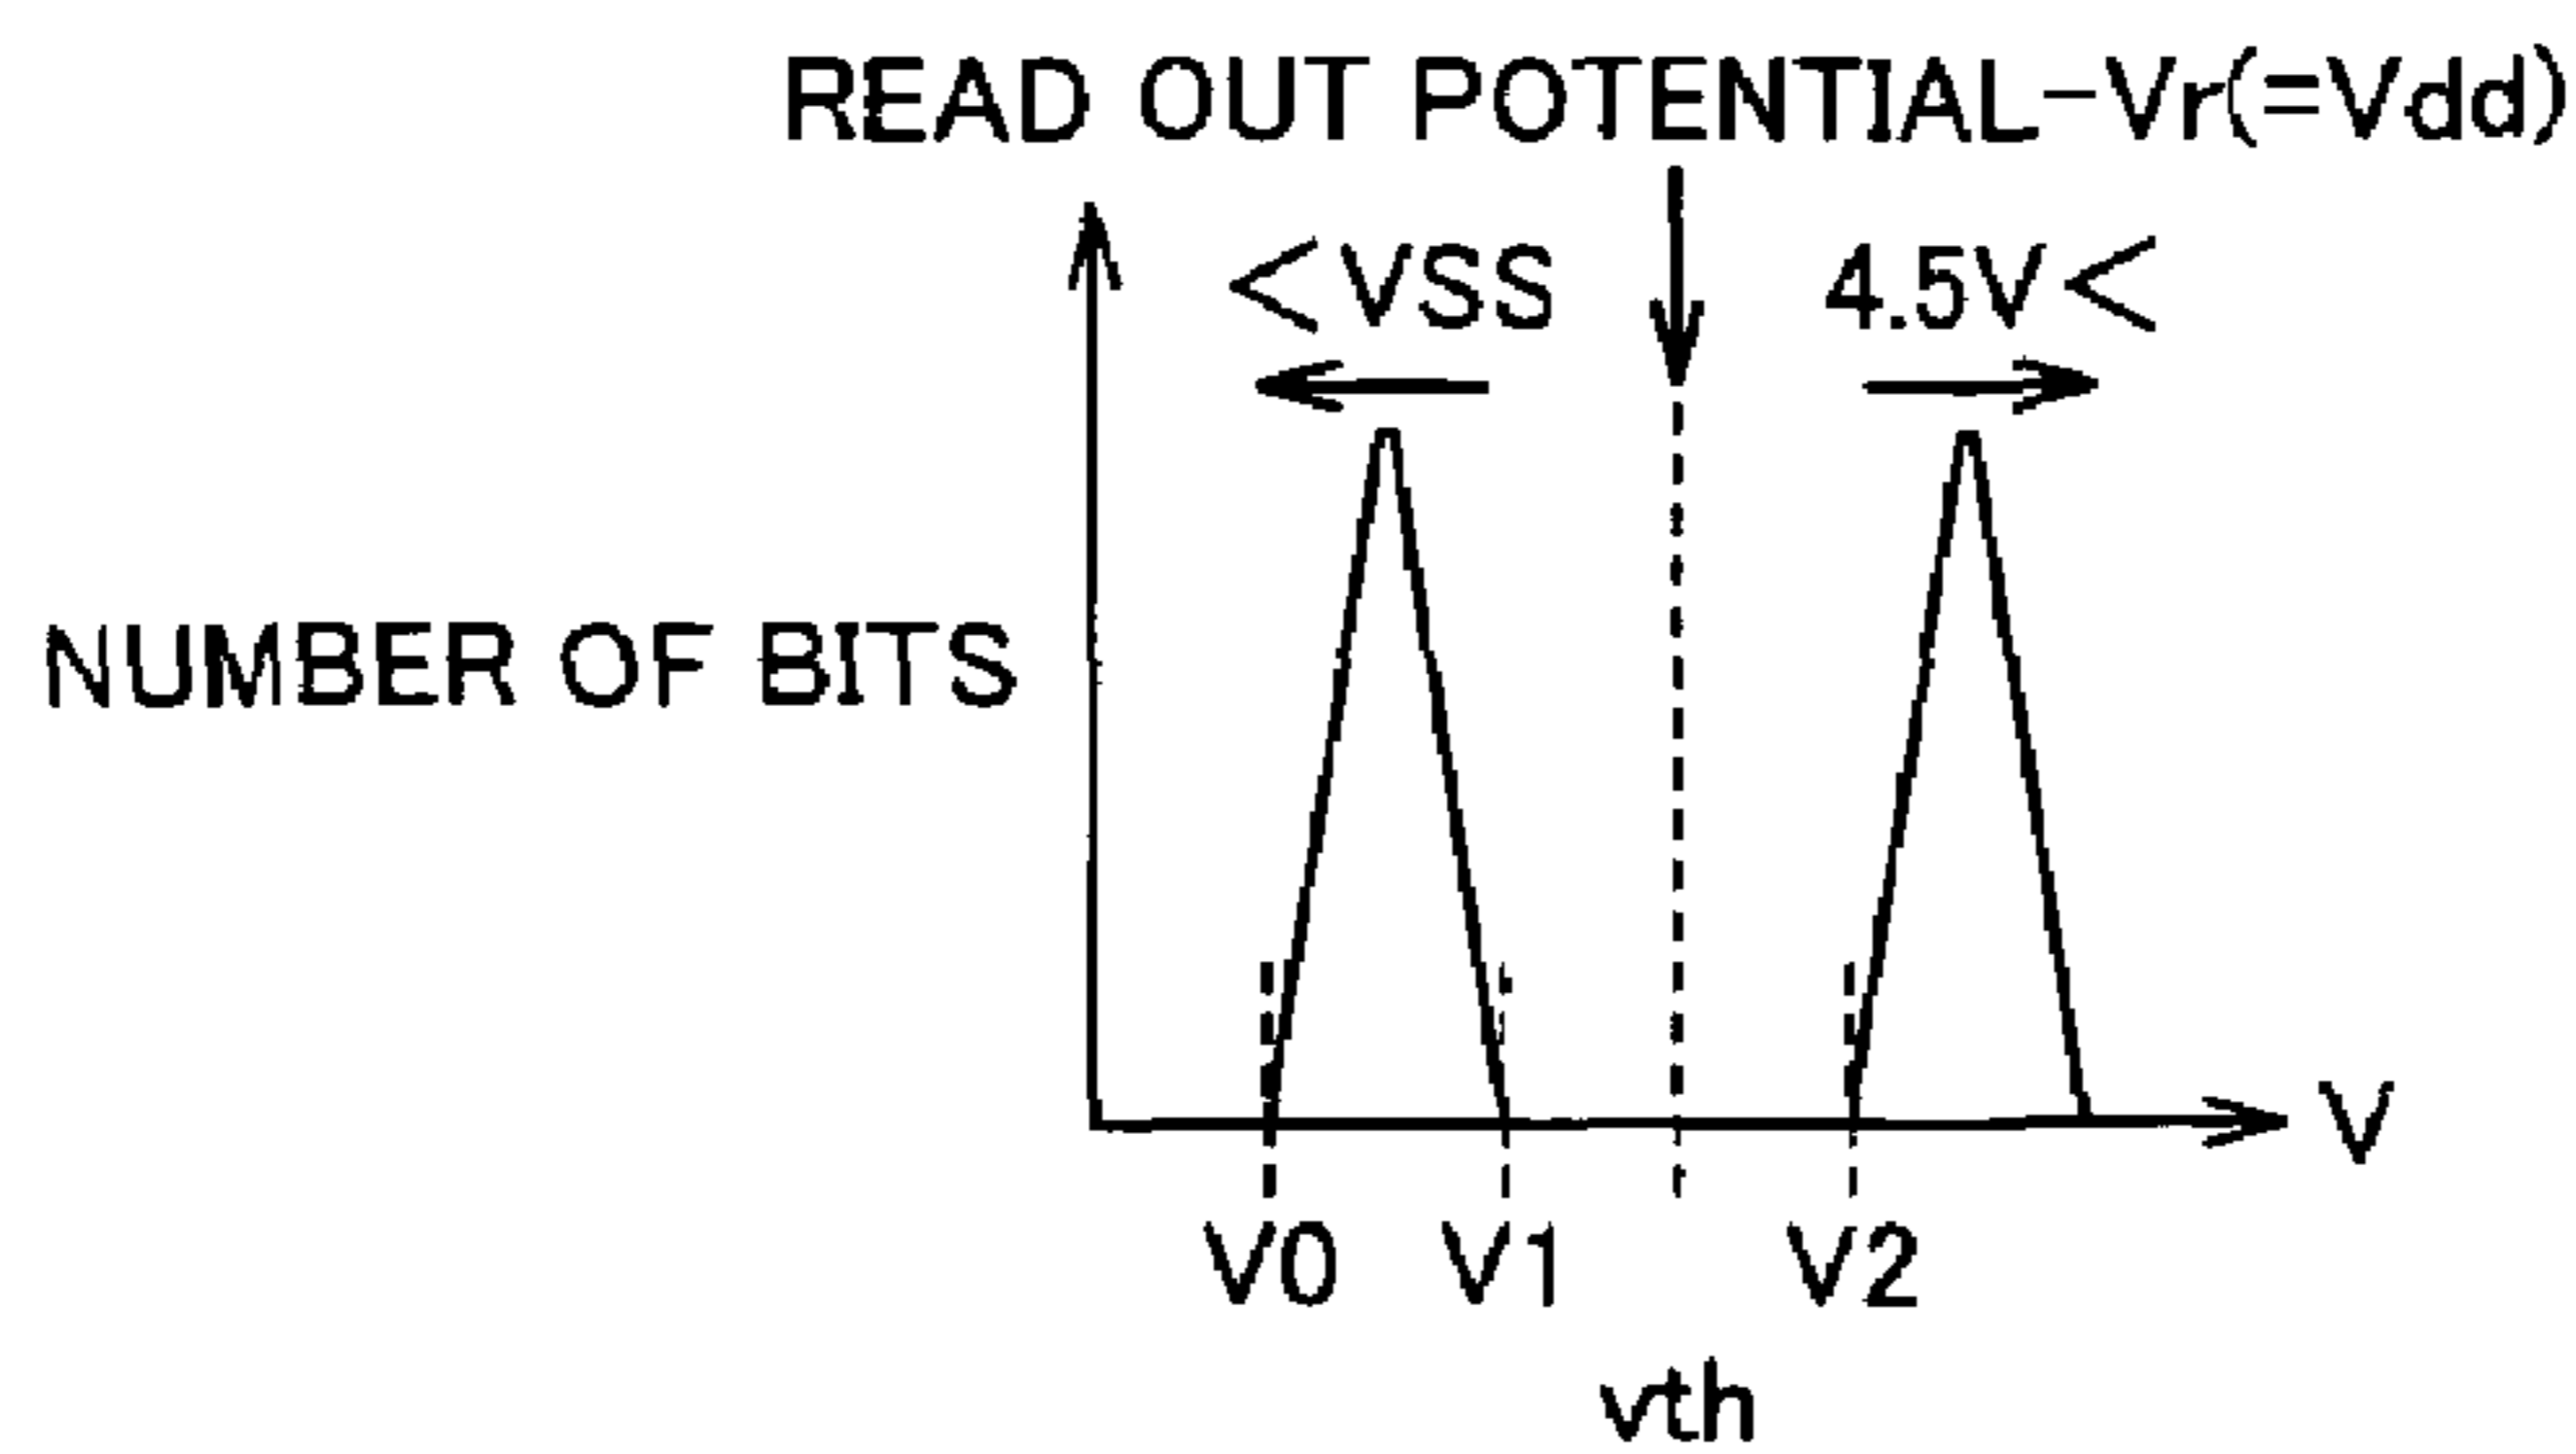 READ OUT POTENTIAL-Vr(=Vdd)
<VSS 4.5V<
NUMBER OF BITS
V
V0 V1 V2
vth